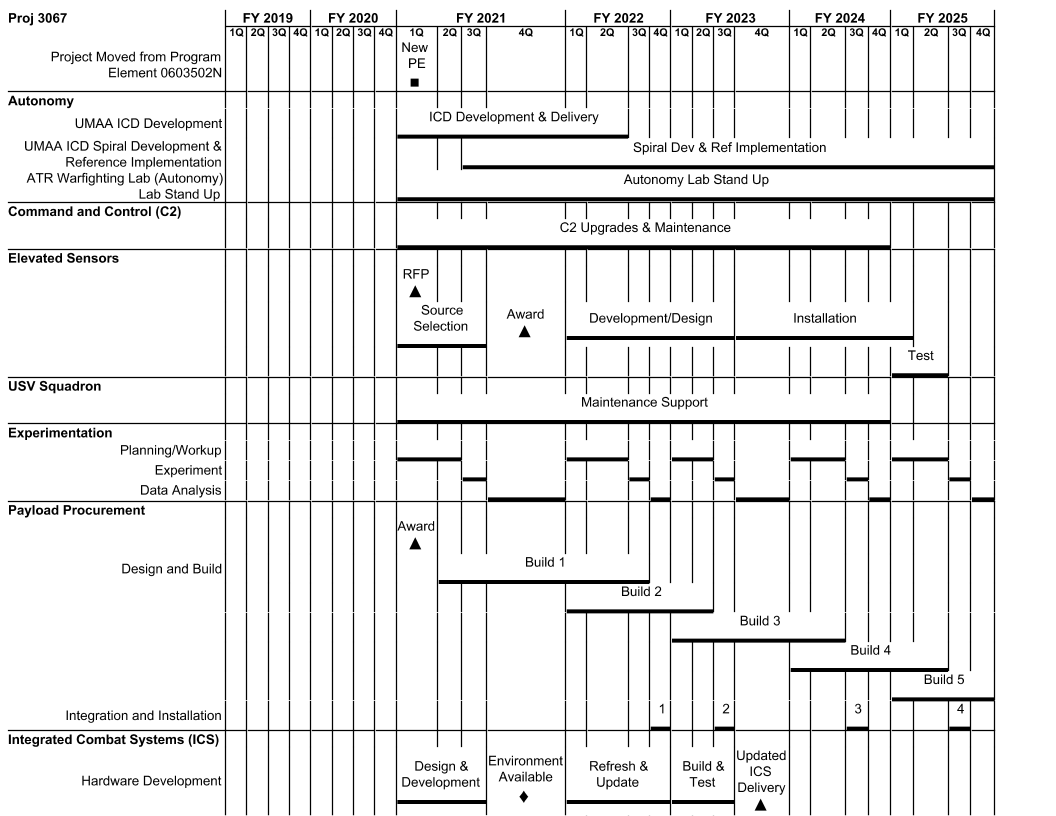 Proj 3067
FY 2019 FY 2020 FY 2021 FY 2022 FY 2023 FY 2024 FY 2025
1Q 2Q 3Q 4Q 1Q 2Q 3Q 4Q 1Q 2Q 3Q 4Q 1Q 2Q 3Q 4Q 1Q 2Q 3Q 4Q 1Q 2Q 3Q 4Q 1Q 2Q 3Q 4Q
Project Moved from Program
Element 0603502N
New
PE
Autonomy
UMAA ICD Development
ICD Development & Delivery
UMAA ICD Spiral Development &
Reference Implementation
Spiral Dev & Ref Implementation
ATR Warfighting Lab (Autonomy)
Lab Stand Up
Autonomy Lab Stand Up
Command and Control (C2)
C2 Upgrades & Maintenance
Elevated Sensors
RFP
Source
Selection
Award
Development/Design
Installation
Test
USV Squadron
Maintenance Support
Experimentation
Planning/Workup
Experiment
Data Analysis
Payload Procurement
Award
Design and Build
Build 1
Build 2
Build 3
Build 4
Build 5
Integration and Installation
1 2 3 4
Integrated Combat Systems (ICS)
Hardware Development
Design &
Development
Environment
Available
Refresh &
Update
Build &
Test
Updated
ICS
Delivery